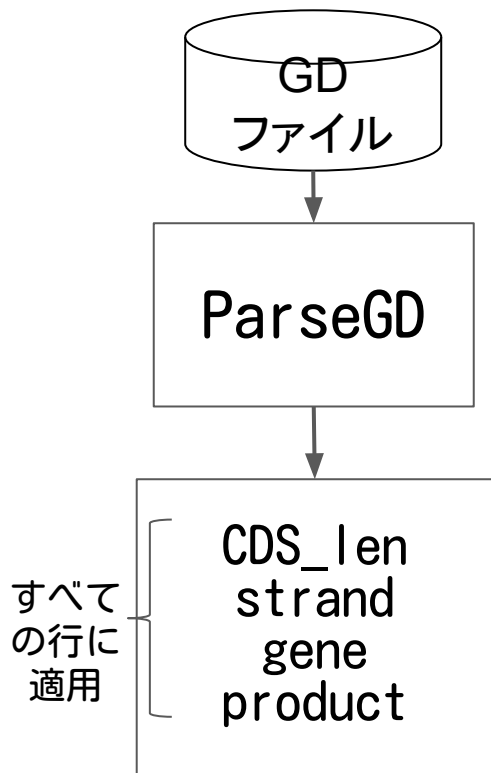 GD
ファイル
ParseGD
すべて
の行に
適用
CDS_len
strand
gene
product